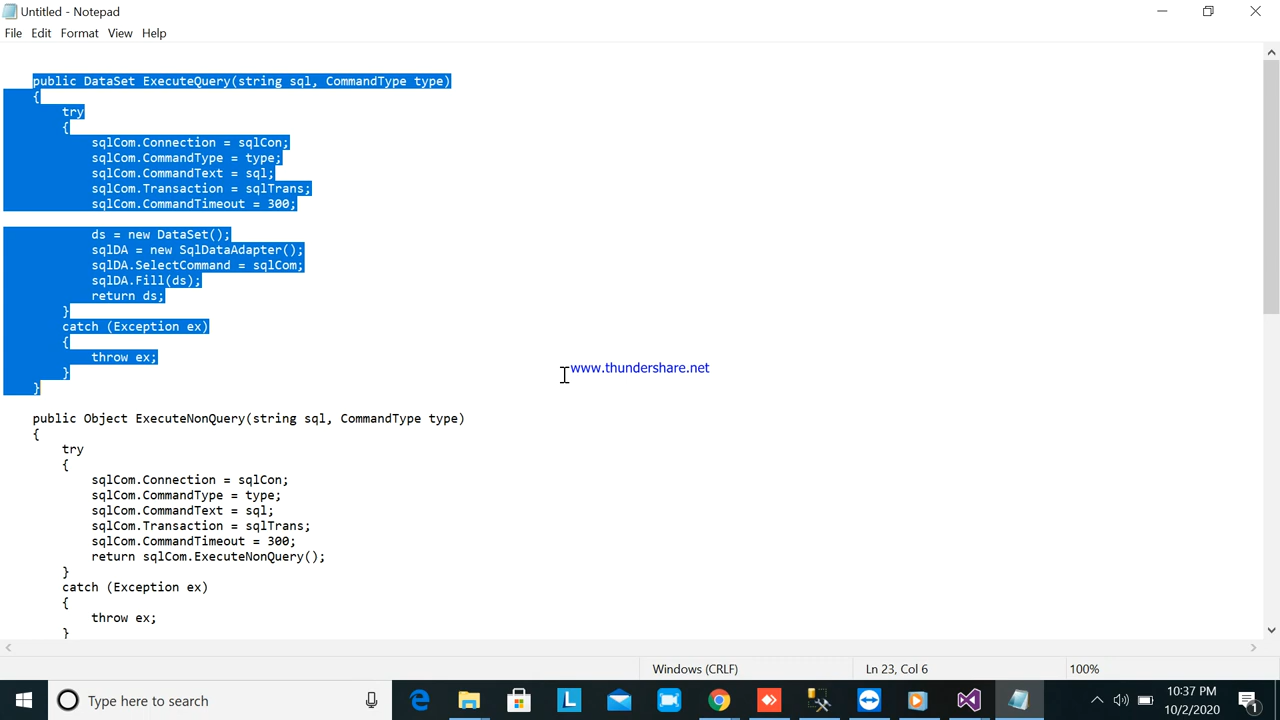 Untitled - Notepad
File Edit Format View Help
public DataSet ExecuteQuery(string sql, CommandType type)
{
try
{
sqlCom.Connection = sqlCon;
sqlCom.CommandType = type;
sqlCom.CommandText = sql;
sqlCom.Transaction = sqlTrans;
sqlCom.CommandTimeout = 300;
ds = new DataSet();
sqlDA = new SqlDataAdapter();
sqlDA.SelectCommand = sqlCom;
sqlDA.Fill(ds);
return ds;
}
catch (Exception ex)
{
throw ex;
}
}
www.thundershare.net
public Object ExecuteNonQuery(string sql, CommandType type)
{
try
{
sqlCom.Connection = sqlCon;
sqlCom.CommandType = type;
sqlCom.CommandText = sql;
sqlCom.Transaction = sqlTrans;
sqlCom.CommandTimeout = 300;
return sqlCom.ExecuteNonQuery();
}
catch (Exception ex)
{
throw ex;
}
Windows (CRLF) Ln 23, Col 6 100%
Type here to search
L
10:37 PM
10/2/2020
1